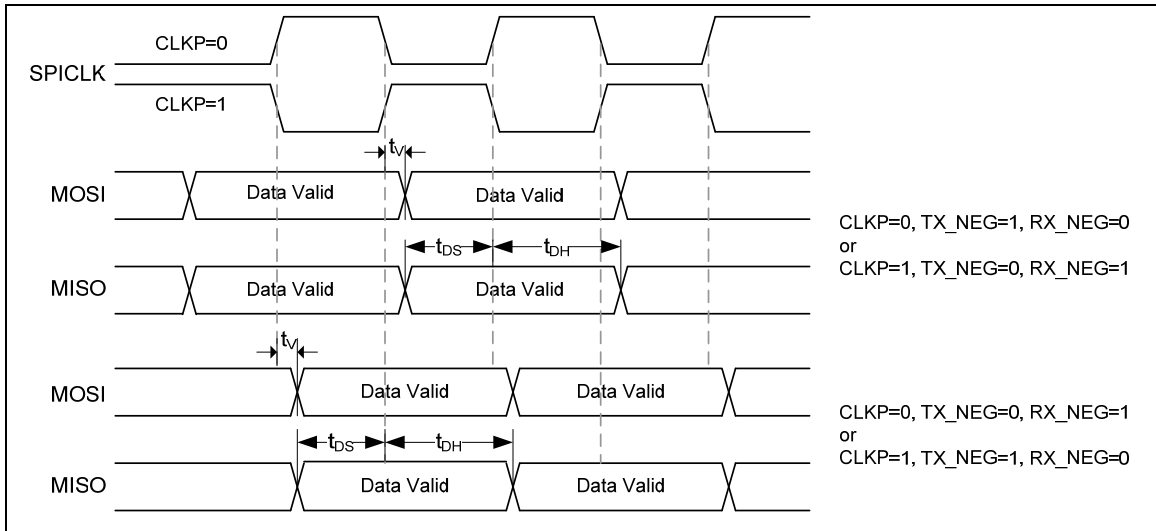 CLKP=0
SPICLK
CLKP=1
tV
MOSI
Data Valid
Data Valid
tDS
tDH
MISO
Data Valid
Data Valid
CLKP=0, TX_NEG=1, RX_NEG=0
or
CLKP=1, TX_NEG=0, RX_NEG=1
tV
MOSI
Data Valid
Data Valid
tDS
tDH
MISO
Data Valid
Data Valid
CLKP=0, TX_NEG=0, RX_NEG=1
or
CLKP=1, TX_NEG=1, RX_NEG=0